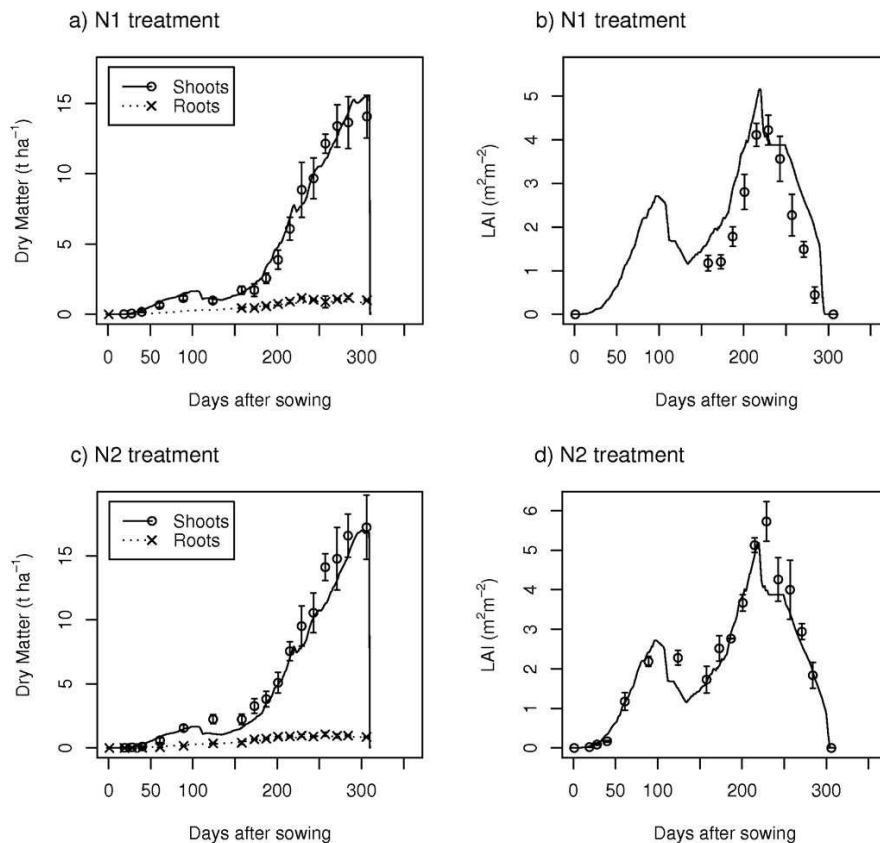 a) N1 treatment
Dry Matter (t ha⁻¹)
15
10
5
0
Shoots
Roots
0 50 100 200 300
Days after sowing
b) N1 treatment
LAI (m²m⁻²)
5
4
3
2
1
0
0 50 100 200 300
Days after sowing
c) N2 treatment
Dry Matter (t ha⁻¹)
15
10
5
0
Shoots
Roots
0 50 100 200 300
Days after sowing
d) N2 treatment
LAI (m²m⁻²)
6
5
4
3
2
1
0
0 50 100 200 300
Days after sowing